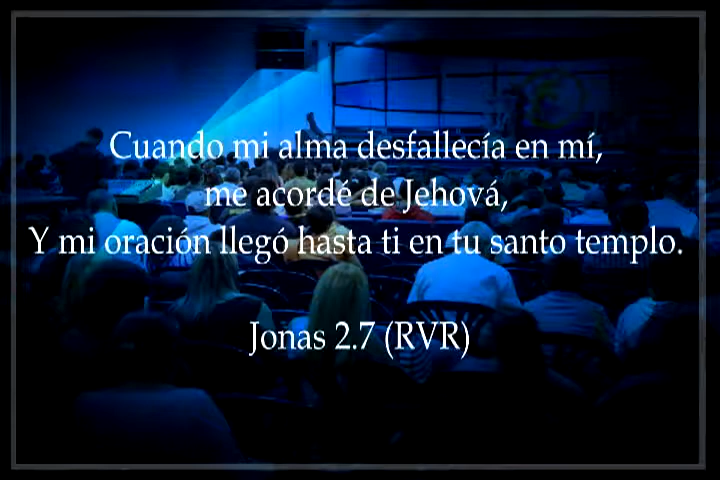 Cuando mi alma desfallecía en mí,
me acordé de Jehová,
Y mi oración llegó hasta ti en tu santo templo.
Jonas 2.7 (RVR)